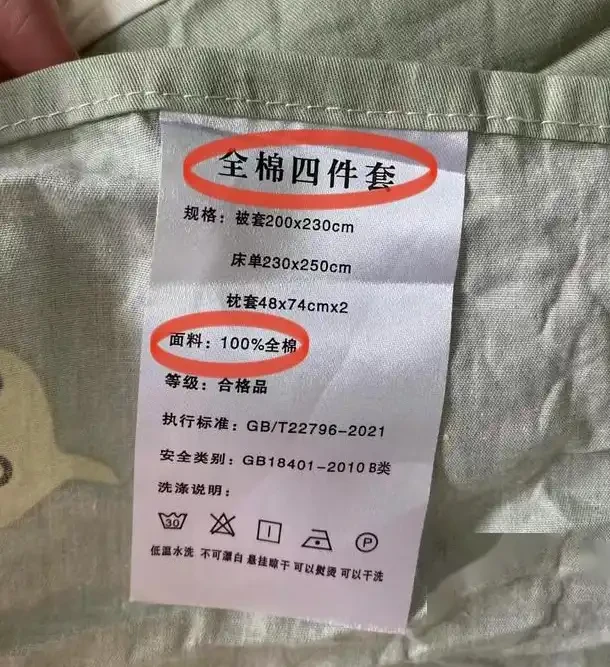 全棉四件套
规格：被套200x230cm
床单230x250cm
枕套48x74cmx2
面料：100%全棉
等级：合格品
执行标准：GB/T22796-2021
安全类别：GB18401-2010 B类
洗涤说明：
30 P
低温水洗 不可漂白 悬挂晾干 可以熨烫 可以干洗